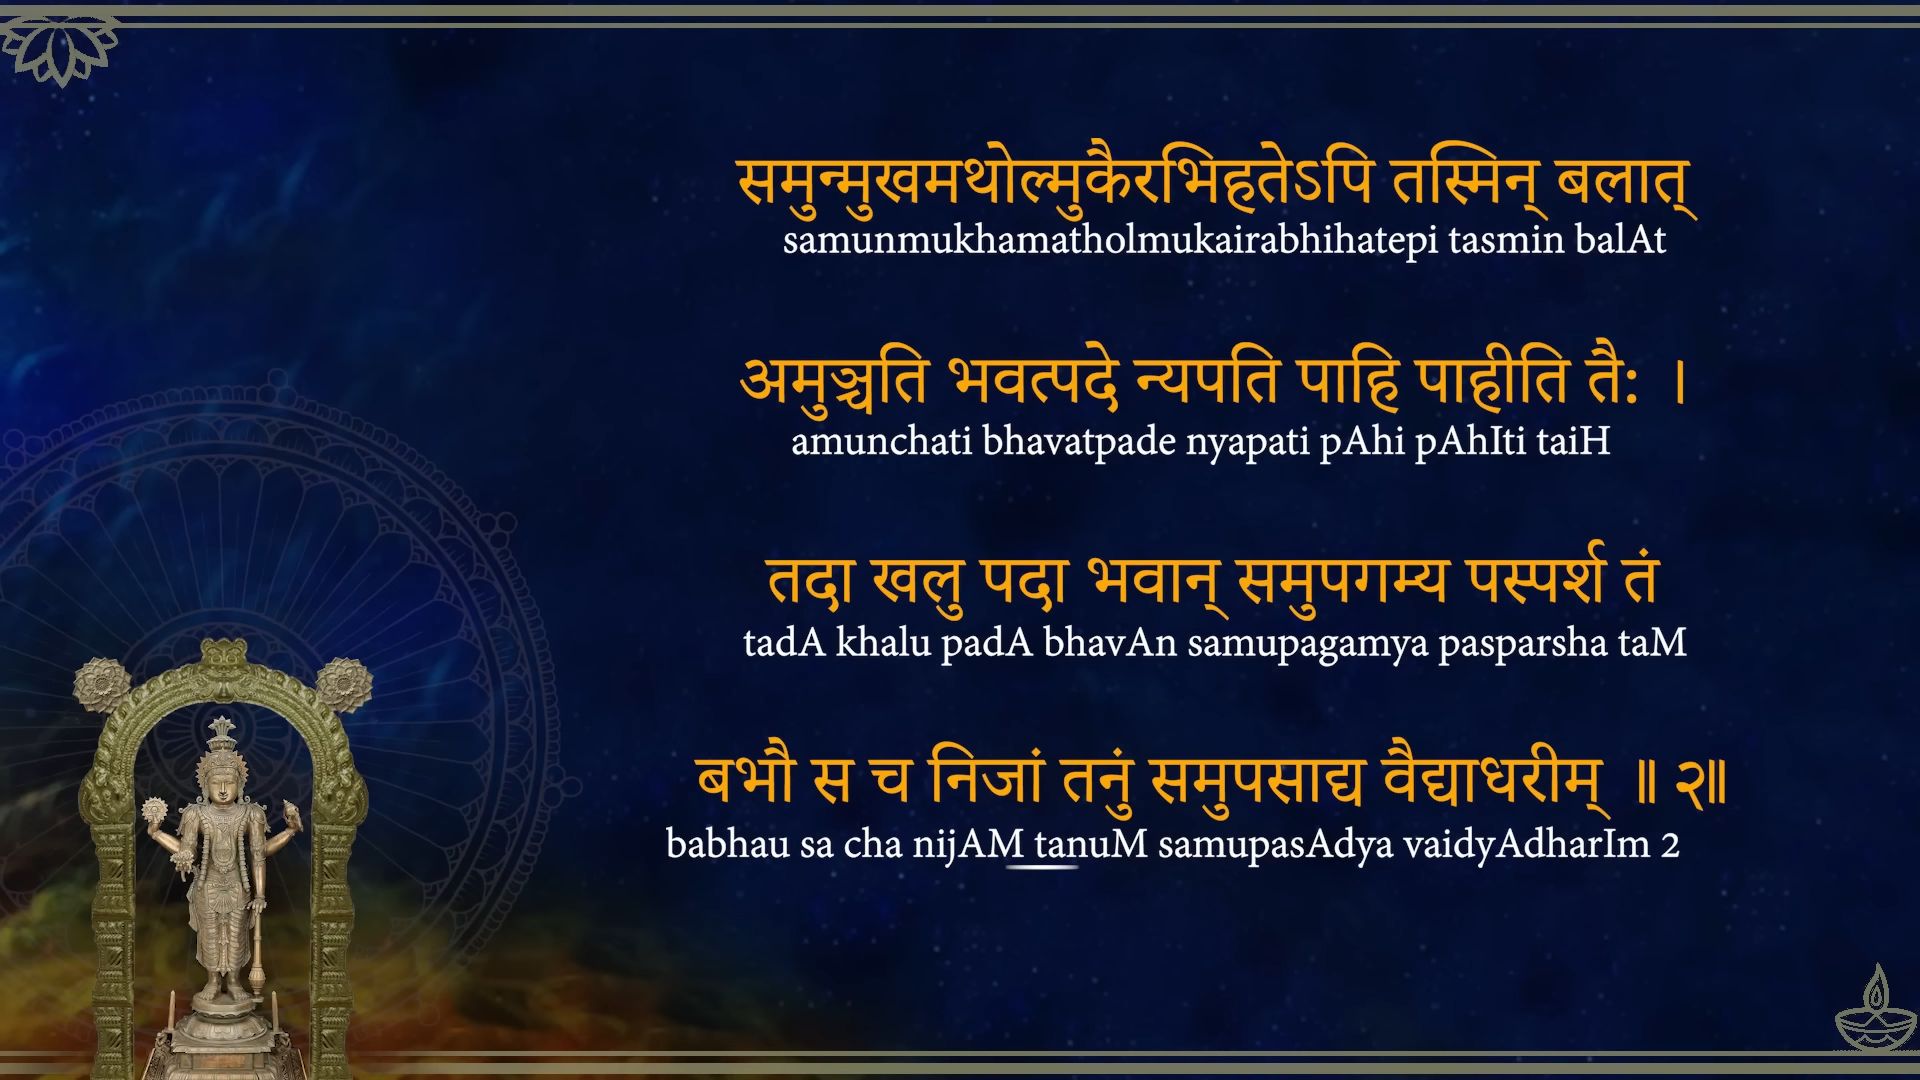 समुन्मुखमथोल्मुकैरभिहतेऽपि तस्मिन् बलात्
samunmukhamatholmukairabhihatepi tasmin balAt
अमुञ्चति भवत्पदे न्यपति पाहि पाहीति तै: ।
amunchati bhavatpade nyapati pAhi pAhIti taiH
तदा खलु पदा भवान् समुपगम्य पस्पर्श तं
tadA khalu padA bhavAn samupagamya pasparsha taM
बभौ स च निजां तनुं समुपसाद्य वैद्याधरीम् ॥ २॥
babhau sa cha nijAM tanuM samupasAdya vaidyAdharIm 2